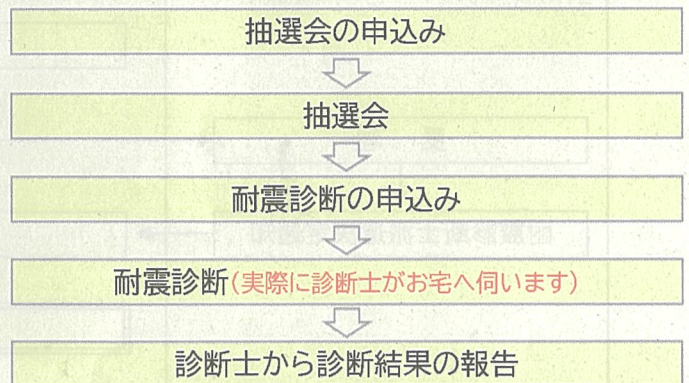 抽選会の申込み
抽選会
耐震診断の申込み
耐震診断(実際に診断士がお宅へ伺います)
診断士から診断結果の報告